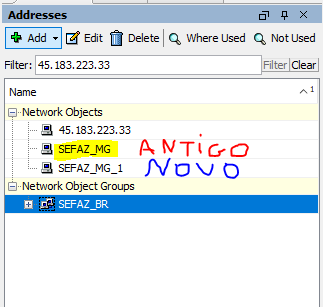 Addresses
Add Edit Delete Where Used Not Used
Filter: 45.183.223.33 Filter Clear
Name 1
Network Objects
45.183.223.33
SEFAZ_MG ANTIGO
SEFAZ_MG_1 NOVO
Network Object Groups
SEFAZ_BR